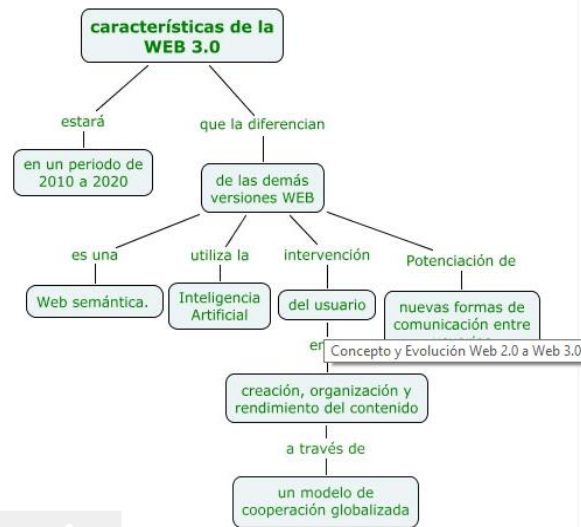 características de la
WEB 3.0
estará
que la diferencian
en un periodo de
2010 a 2020
de las demás
versiones WEB
es una
utiliza la
intervención
Potenciación de
Web semántica.
Inteligencia
Artificial
del usuario
nuevas formas de
comunicación entre
Concepto y Evolución Web 2.0 a Web 3.0
creación, organización y
rendimiento del contenido
a través de
un modelo de
cooperación globalizada